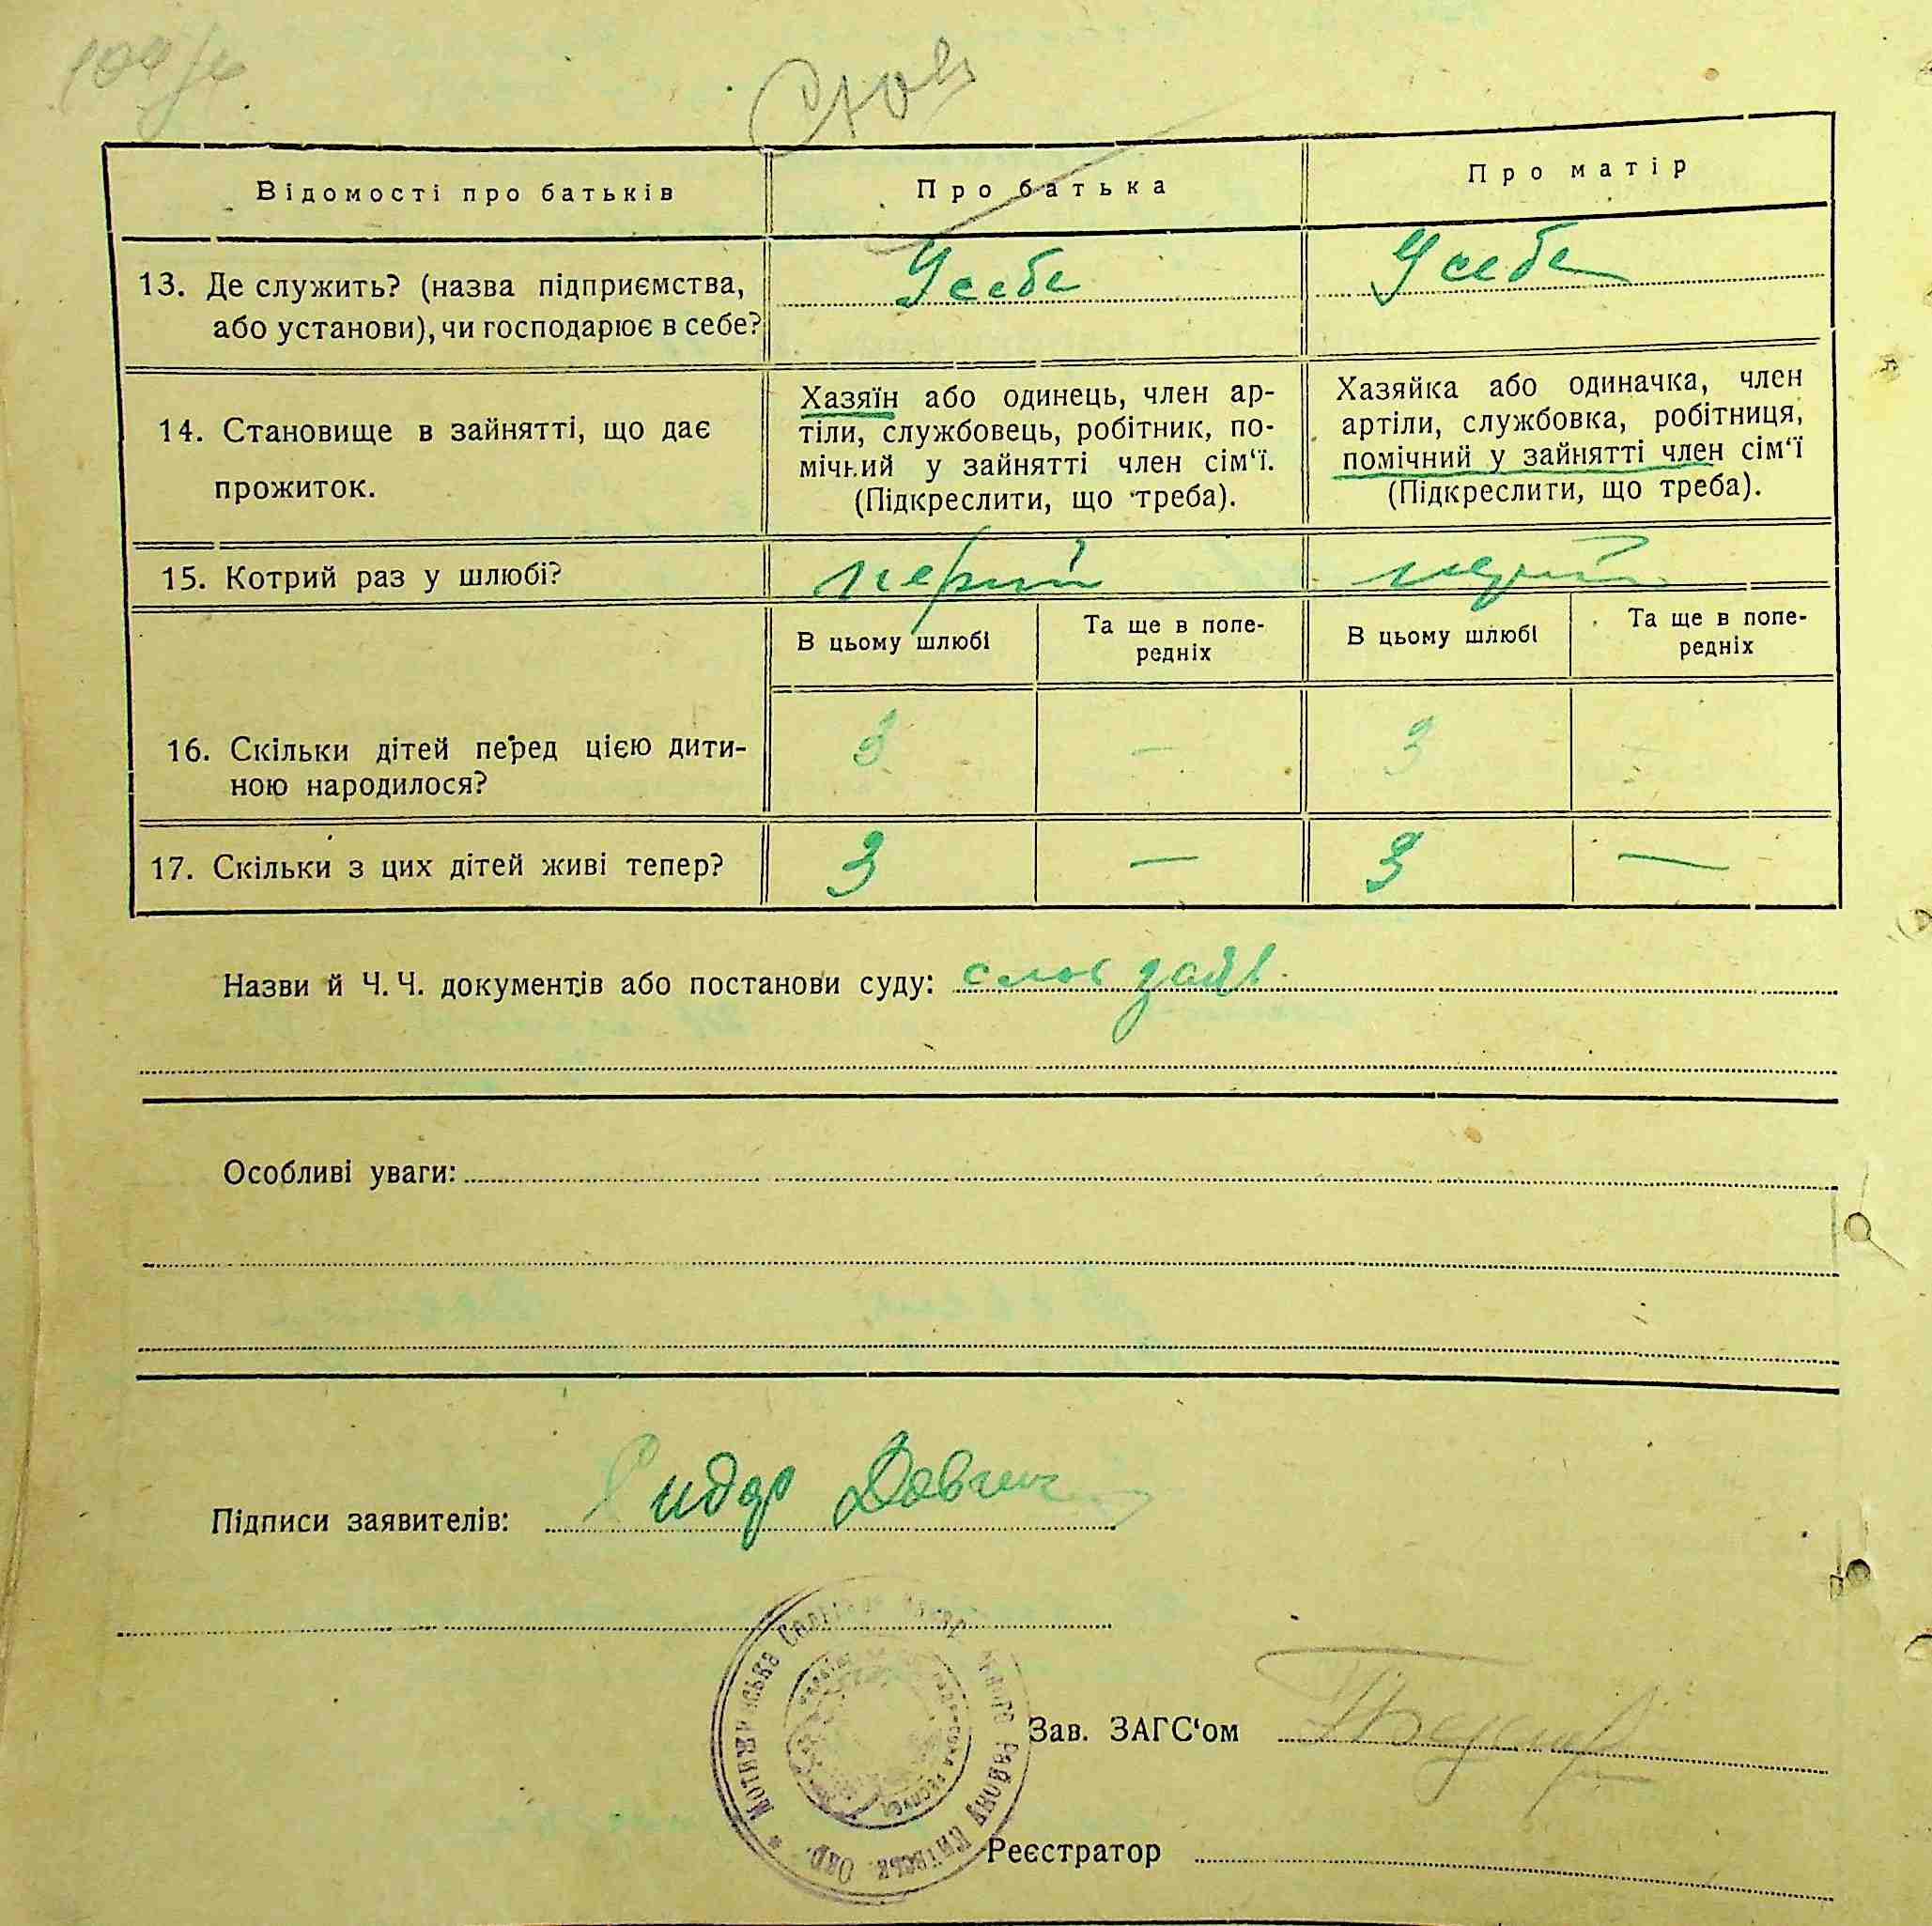 Відомості про батьків
Про батька
Про матір
13. Де служить? (назва підприємства,
або установи), чи господарює в себе?
У себе
У себе
14. Становище в зайнятті, що дає
прожиток.
Хазяїн або одинець, член ар-
тіли, службовець, робітник, по-
мічний у зайнятті член сім‘ї.
(Підкреслити, що треба).
Хазяйка або одиначка, член
артіли, службовка, робітниця,
помічний у зайнятті член сім‘ї
(Підкреслити, що треба).
15. Котрий раз у шлюбі?
В цьому шлюбі
Та ще в попе-
редніх
В цьому шлюбі
Та ще в попе-
редніх
16. Скільки дітей перед цією дити-
ною народилося?
3
—
3
17. Скільки з цих дітей живі тепер?
3
—
3
—
Назви й Ч. Ч. документів або постанови суду: слов заяв
Особливі уваги:
Підписи заявителів: Сидор
Зав. ЗАГС‘ом
Реєстратор